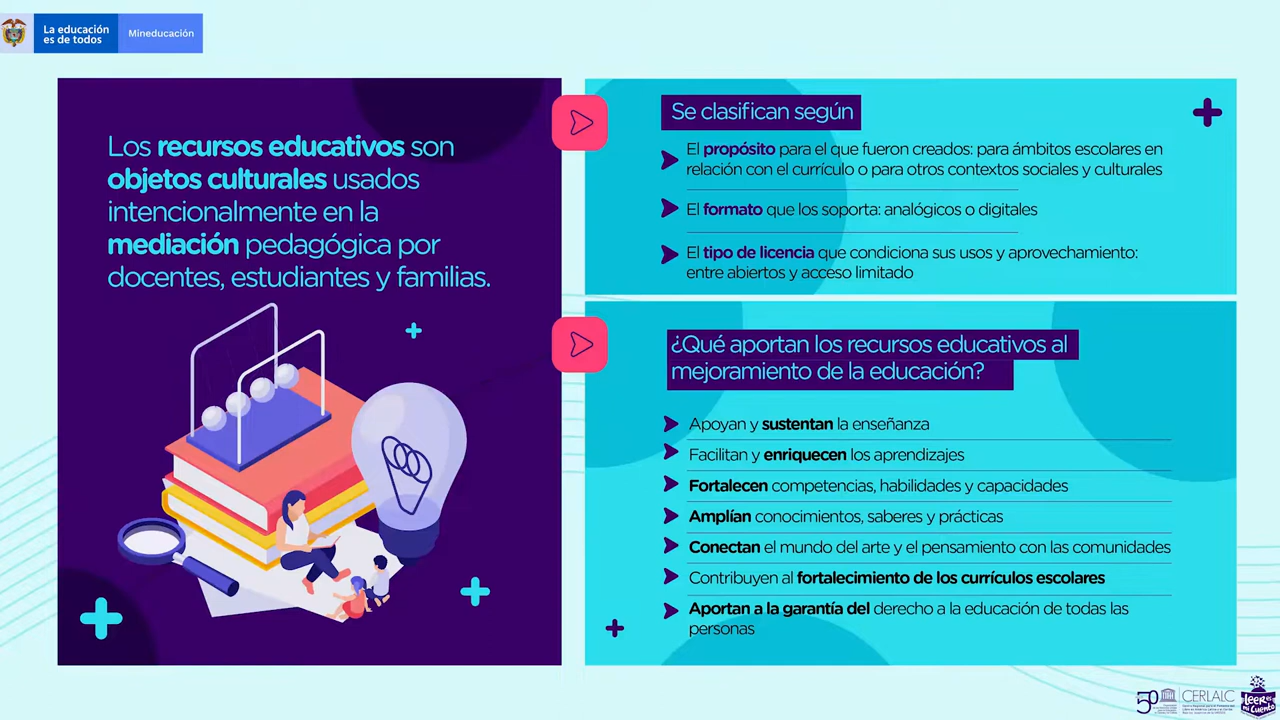 La educación
es de todos
Mineducación
Los recursos educativos son
objetos culturales usados
intencionalmente en la
mediación pedagógica por
docentes, estudiantes y familias.
Se clasifican según
El propósito para el que fueron creados: para ámbitos escolares en
relación con el currículo o para otros contextos sociales y culturales
El formato que los soporta: analógicos o digitales
El tipo de licencia que condiciona sus usos y aprovechamiento:
entre abiertos y acceso limitado
¿Qué aportan los recursos educativos al
mejoramiento de la educación?
Apoyan y sustentan la enseñanza
Facilitan y enriquecen los aprendizajes
Fortalecen competencias, habilidades y capacidades
Amplían conocimientos, saberes y prácticas
Conectan el mundo del arte y el pensamiento con las comunidades
Contribuyen al fortalecimiento de los currículos escolares
Aportan a la garantía del derecho a la educación de todas las
personas
50
CERLALC
leer es
mi cuento